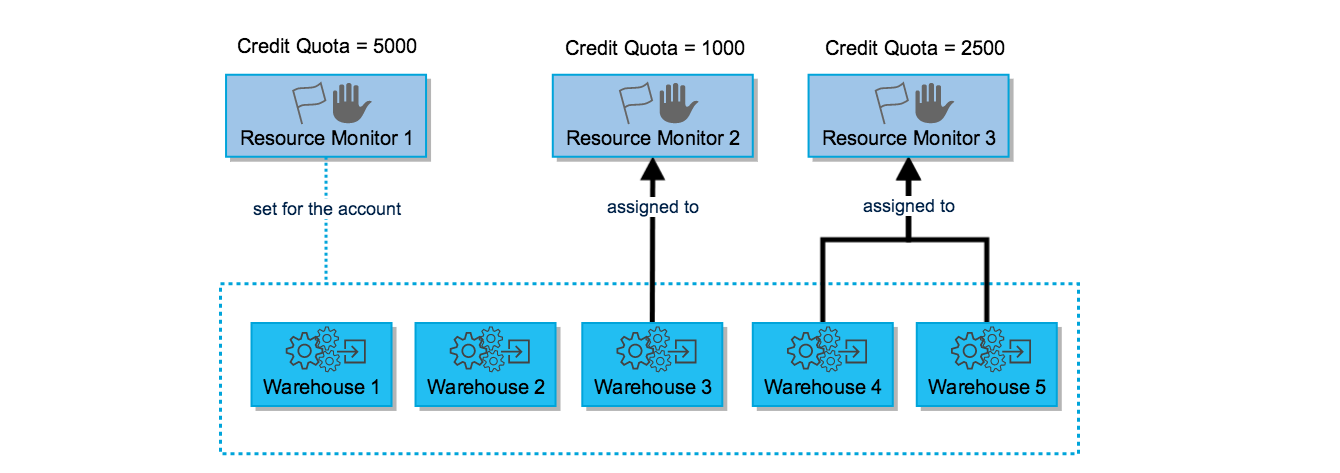 Credit Quota = 5000
Credit Quota = 1000
Credit Quota = 2500
Resource Monitor 1
Resource Monitor 2
Resource Monitor 3
set for the account
assigned to
assigned to
Warehouse 1
Warehouse 2
Warehouse 3
Warehouse 4
Warehouse 5